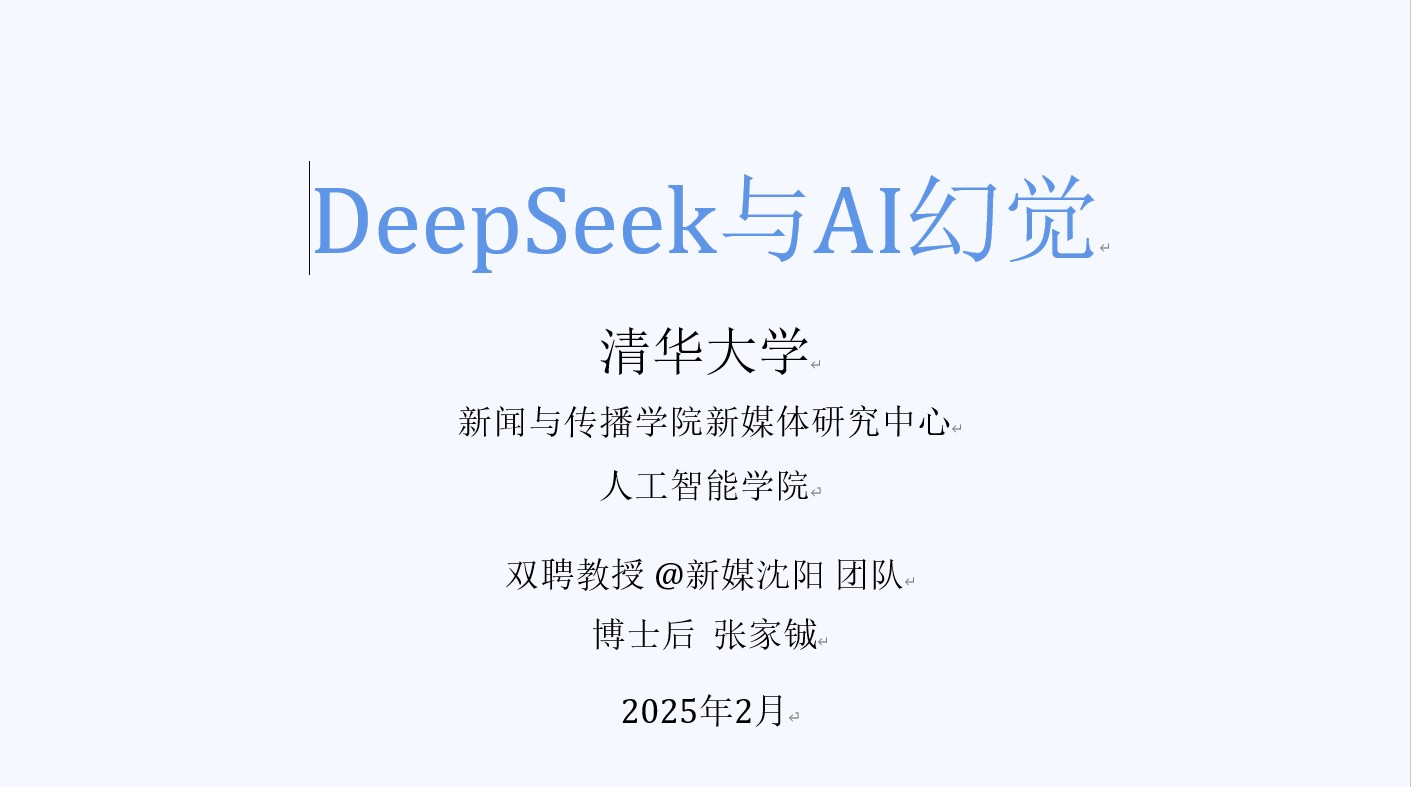 DeepSeek与AI幻觉
清华大学
新闻与传播学院新媒体研究中心
人工智能学院
双聘教授 @新媒沈阳 团队
博士后 张家铖
2025年2月